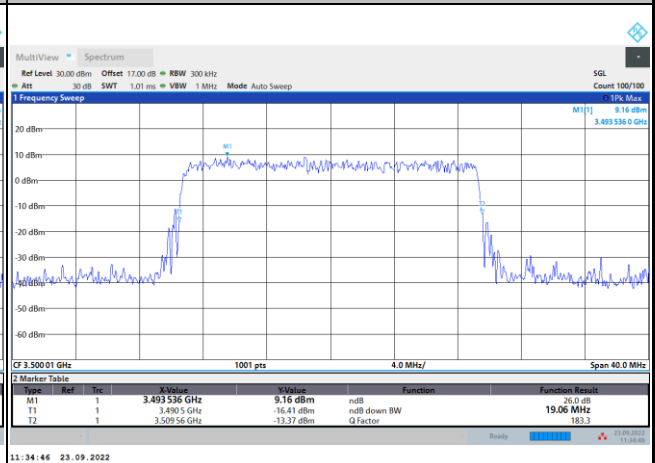 MultiView Spectrum
Ref Level 30.00 dBm Offset 17.00 dB RBW 300 kHz SGL
Att 30 dB SWT 1.01 ms VBW 1 MHz Mode Auto Sweep Count 100/100
1 Frequency Sweep 1Pk Max
M1[1] 9.16 dBm
3.493 536 0 GHz
20 dBm
M1
10 dBm
0 dBm
-10 dBm
T1
T2
-20 dBm
-30 dBm
-40 dBm
-50 dBm
-60 dBm
CF 3.500 01 GHz 1001 pts 4.0 MHz/ Span 40.0 MHz
2 Marker Table
Type Ref Trc X-Value Y-Value Function Function Result
M1 1 3.493 536 GHz 9.16 dBm ndB 26.0 dB
T1 1 3.490 5 GHz -16.41 dBm ndB down BW 19.06 MHz
T2 1 3.509 56 GHz -13.37 dBm Q Factor 183.3
Ready 23.09.2022
11:34:46
11:34:46 23.09.2022